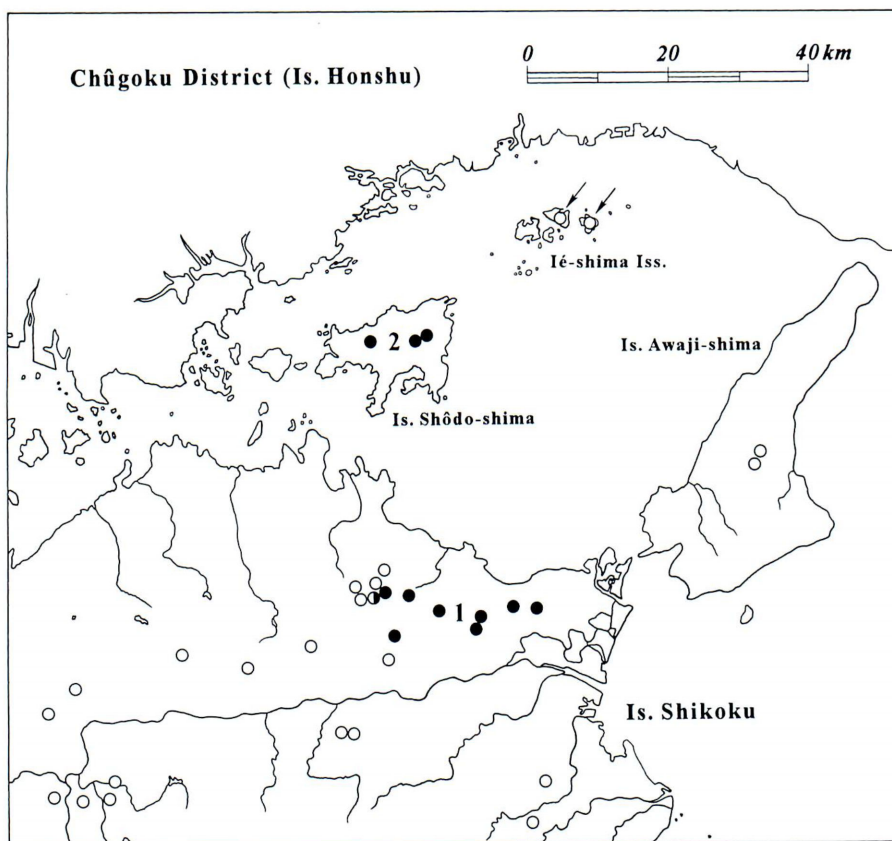 0 20 40 km
Chûgoku District (Is. Honshu)
Ié-shima Iss.
Is. Awaji-shima
2
Is. Shôdo-shima
1
Is. Shikoku